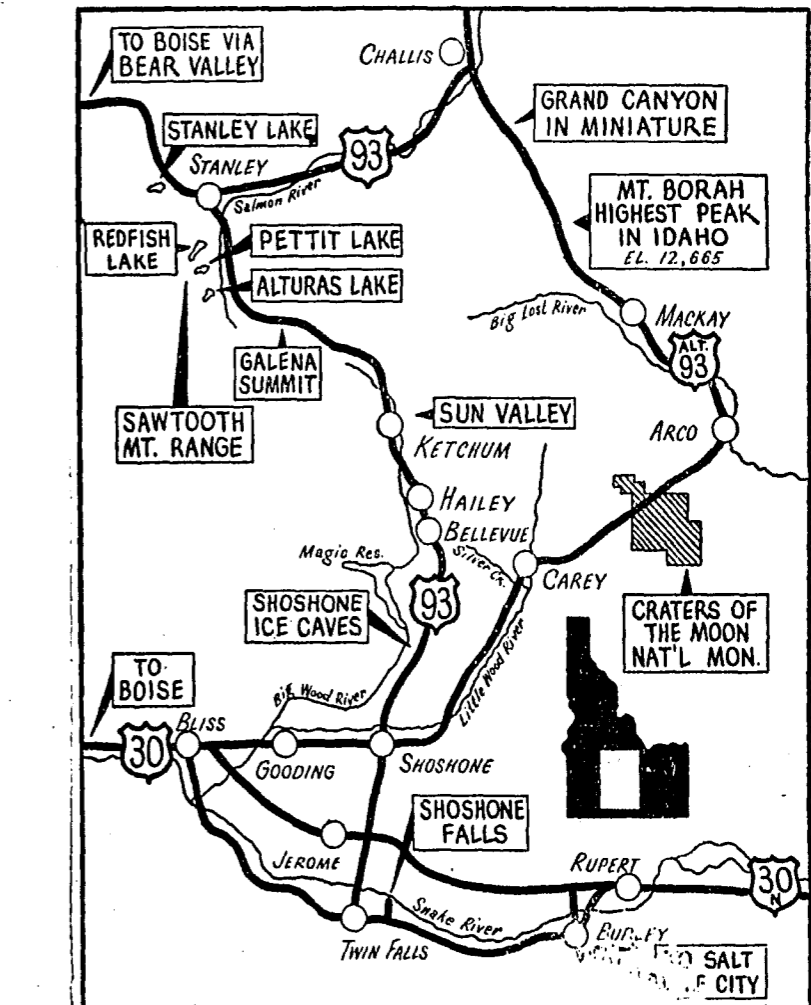 TO BOISE VIA
BEAR VALLEY
CHALLIS
GRAND CANYON
IN MINIATURE
STANLEY LAKE
93
STANLEY
Salmon River
MT. BORAH
HIGHEST PEAK
IN IDAHO
EL. 12,665
REDFISH
LAKE
PETTIT LAKE
ALTURAS LAKE
Big Lost River
MACKAY
ALT.
93
GALENA
SUMMIT
SAWTOOTH
MT. RANGE
SUN VALLEY
KETCHUM
ARCO
HAILEY
BELLEVUE
Magic Res.
Silver Cr.
CAREY
93
SHOSHONE
ICE CAVES
CRATERS OF
THE MOON
NAT'L MON.
Little Wood River
TO
BOISE
Big Wood River
BLISS
30
GOODING
SHOSHONE
SHOSHONE
FALLS
JEROME
RUPERT
30
N
Snake River
TWIN FALLS
BURLEY
SALT
CITY